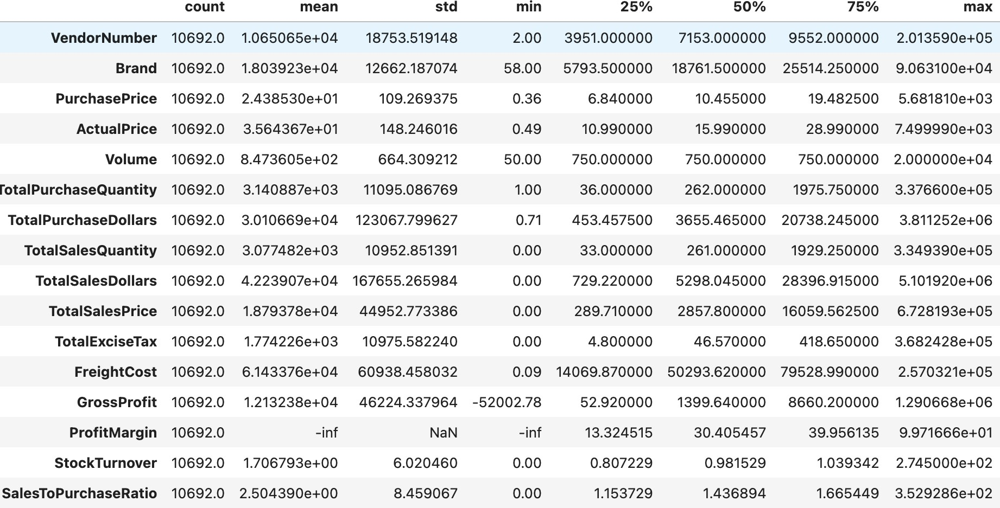 count mean std min 25% 50% 75% max
VendorNumber 10692.0 1.065065e+04 18753.519148 2.00 3951.000000 7153.000000 9552.000000 2.013590e+05
Brand 10692.0 1.803923e+04 12662.187074 58.00 5793.500000 18761.500000 25514.250000 9.063100e+04
PurchasePrice 10692.0 2.438530e+01 109.269375 0.36 6.840000 10.455000 19.482500 5.681810e+03
ActualPrice 10692.0 3.564367e+01 148.246016 0.49 10.990000 15.990000 28.990000 7.499990e+03
Volume 10692.0 8.473605e+02 664.309212 50.00 750.000000 750.000000 750.000000 2.000000e+04
TotalPurchaseQuantity 10692.0 3.140887e+03 11095.086769 1.00 36.000000 262.000000 1975.750000 3.376600e+05
TotalPurchaseDollars 10692.0 3.010669e+04 123067.799627 0.71 453.457500 3655.465000 20738.245000 3.811252e+06
TotalSalesQuantity 10692.0 3.077482e+03 10952.851391 0.00 33.000000 261.000000 1929.250000 3.349390e+05
TotalSalesDollars 10692.0 4.223907e+04 167655.265984 0.00 729.220000 5298.045000 28396.915000 5.101920e+06
TotalSalesPrice 10692.0 1.879378e+04 44952.773386 0.00 289.710000 2857.800000 16059.562500 6.728193e+05
TotalExciseTax 10692.0 1.774226e+03 10975.582240 0.00 4.800000 46.570000 418.650000 3.682428e+05
FreightCost 10692.0 6.143376e+04 60938.458032 0.09 14069.870000 50293.620000 79528.990000 2.570321e+05
GrossProfit 10692.0 1.213238e+04 46224.337964 -52002.78 52.920000 1399.640000 8660.200000 1.290668e+06
ProfitMargin 10692.0 -inf NaN -inf 13.324515 30.405457 39.956135 9.971666e+01
StockTurnover 10692.0 1.706793e+00 6.020460 0.00 0.807229 0.981529 1.039342 2.745000e+02
SalesToPurchaseRatio 10692.0 2.504390e+00 8.459067 0.00 1.153729 1.436894 1.665449 3.529286e+02